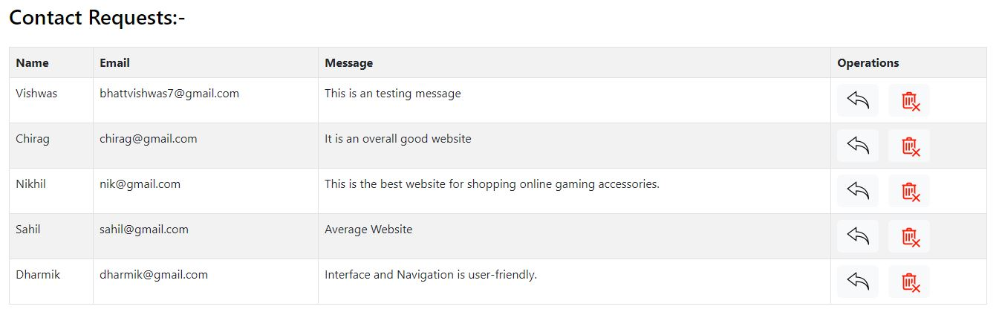 Contact Requests:-
Name Email Message Operations
Vishwas bhattvishwas7@gmail.com This is an testing message
Chirag chirag@gmail.com It is an overall good website
Nikhil nik@gmail.com This is the best website for shopping online gaming accessories.
Sahil sahil@gmail.com Average Website
Dharmik dharmik@gmail.com Interface and Navigation is user-friendly.